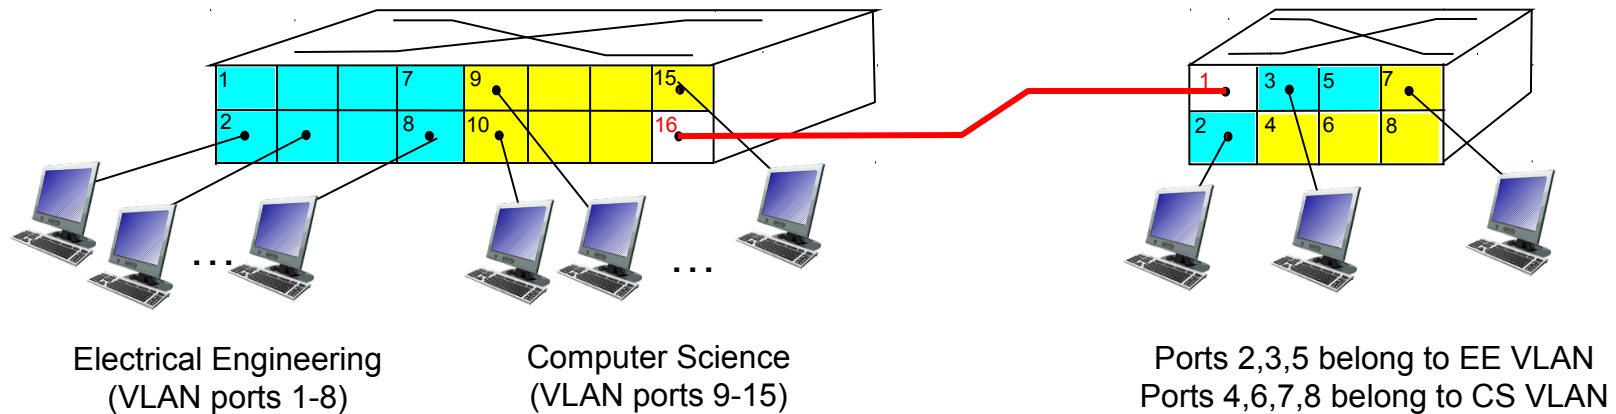 1 7 9 15
2 8 10 16
1 3 5 7
2 4 6 8
... ...
Electrical Engineering
(VLAN ports 1-8)
Computer Science
(VLAN ports 9-15)
Ports 2,3,5 belong to EE VLAN
Ports 4,6,7,8 belong to CS VLAN